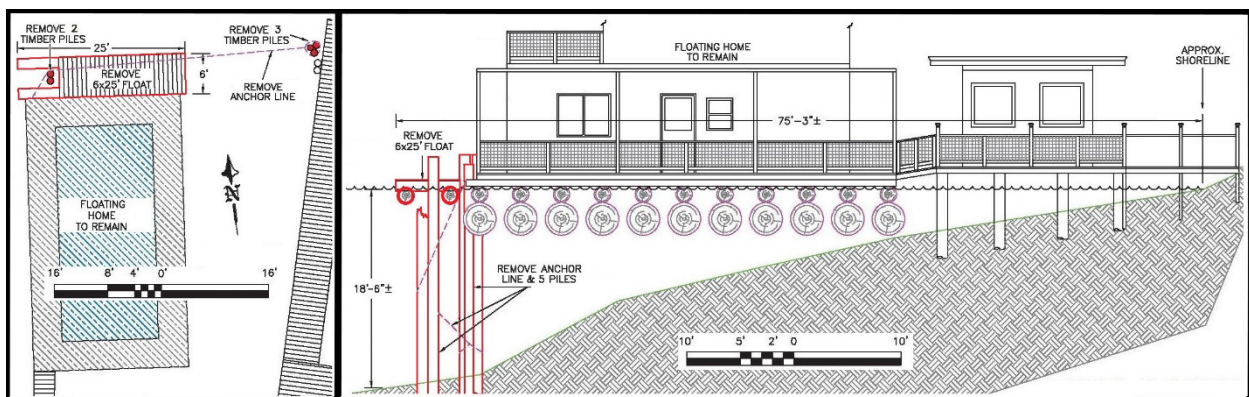 REMOVE 2
TIMBER PILES
25'
REMOVE 3
TIMBER PILES
REMOVE
6x25' FLOAT
6'
REMOVE
ANCHOR LINE
FLOATING
HOME
TO REMAIN
16' 8' 4' 0' 16'
FLOATING HOME
TO REMAIN
APPROX.
SHORELINE
75'-3"±
REMOVE
6x25' FLOAT
18'-6"±
REMOVE ANCHOR
LINE & 5 PILES
10' 5' 2' 0 10'